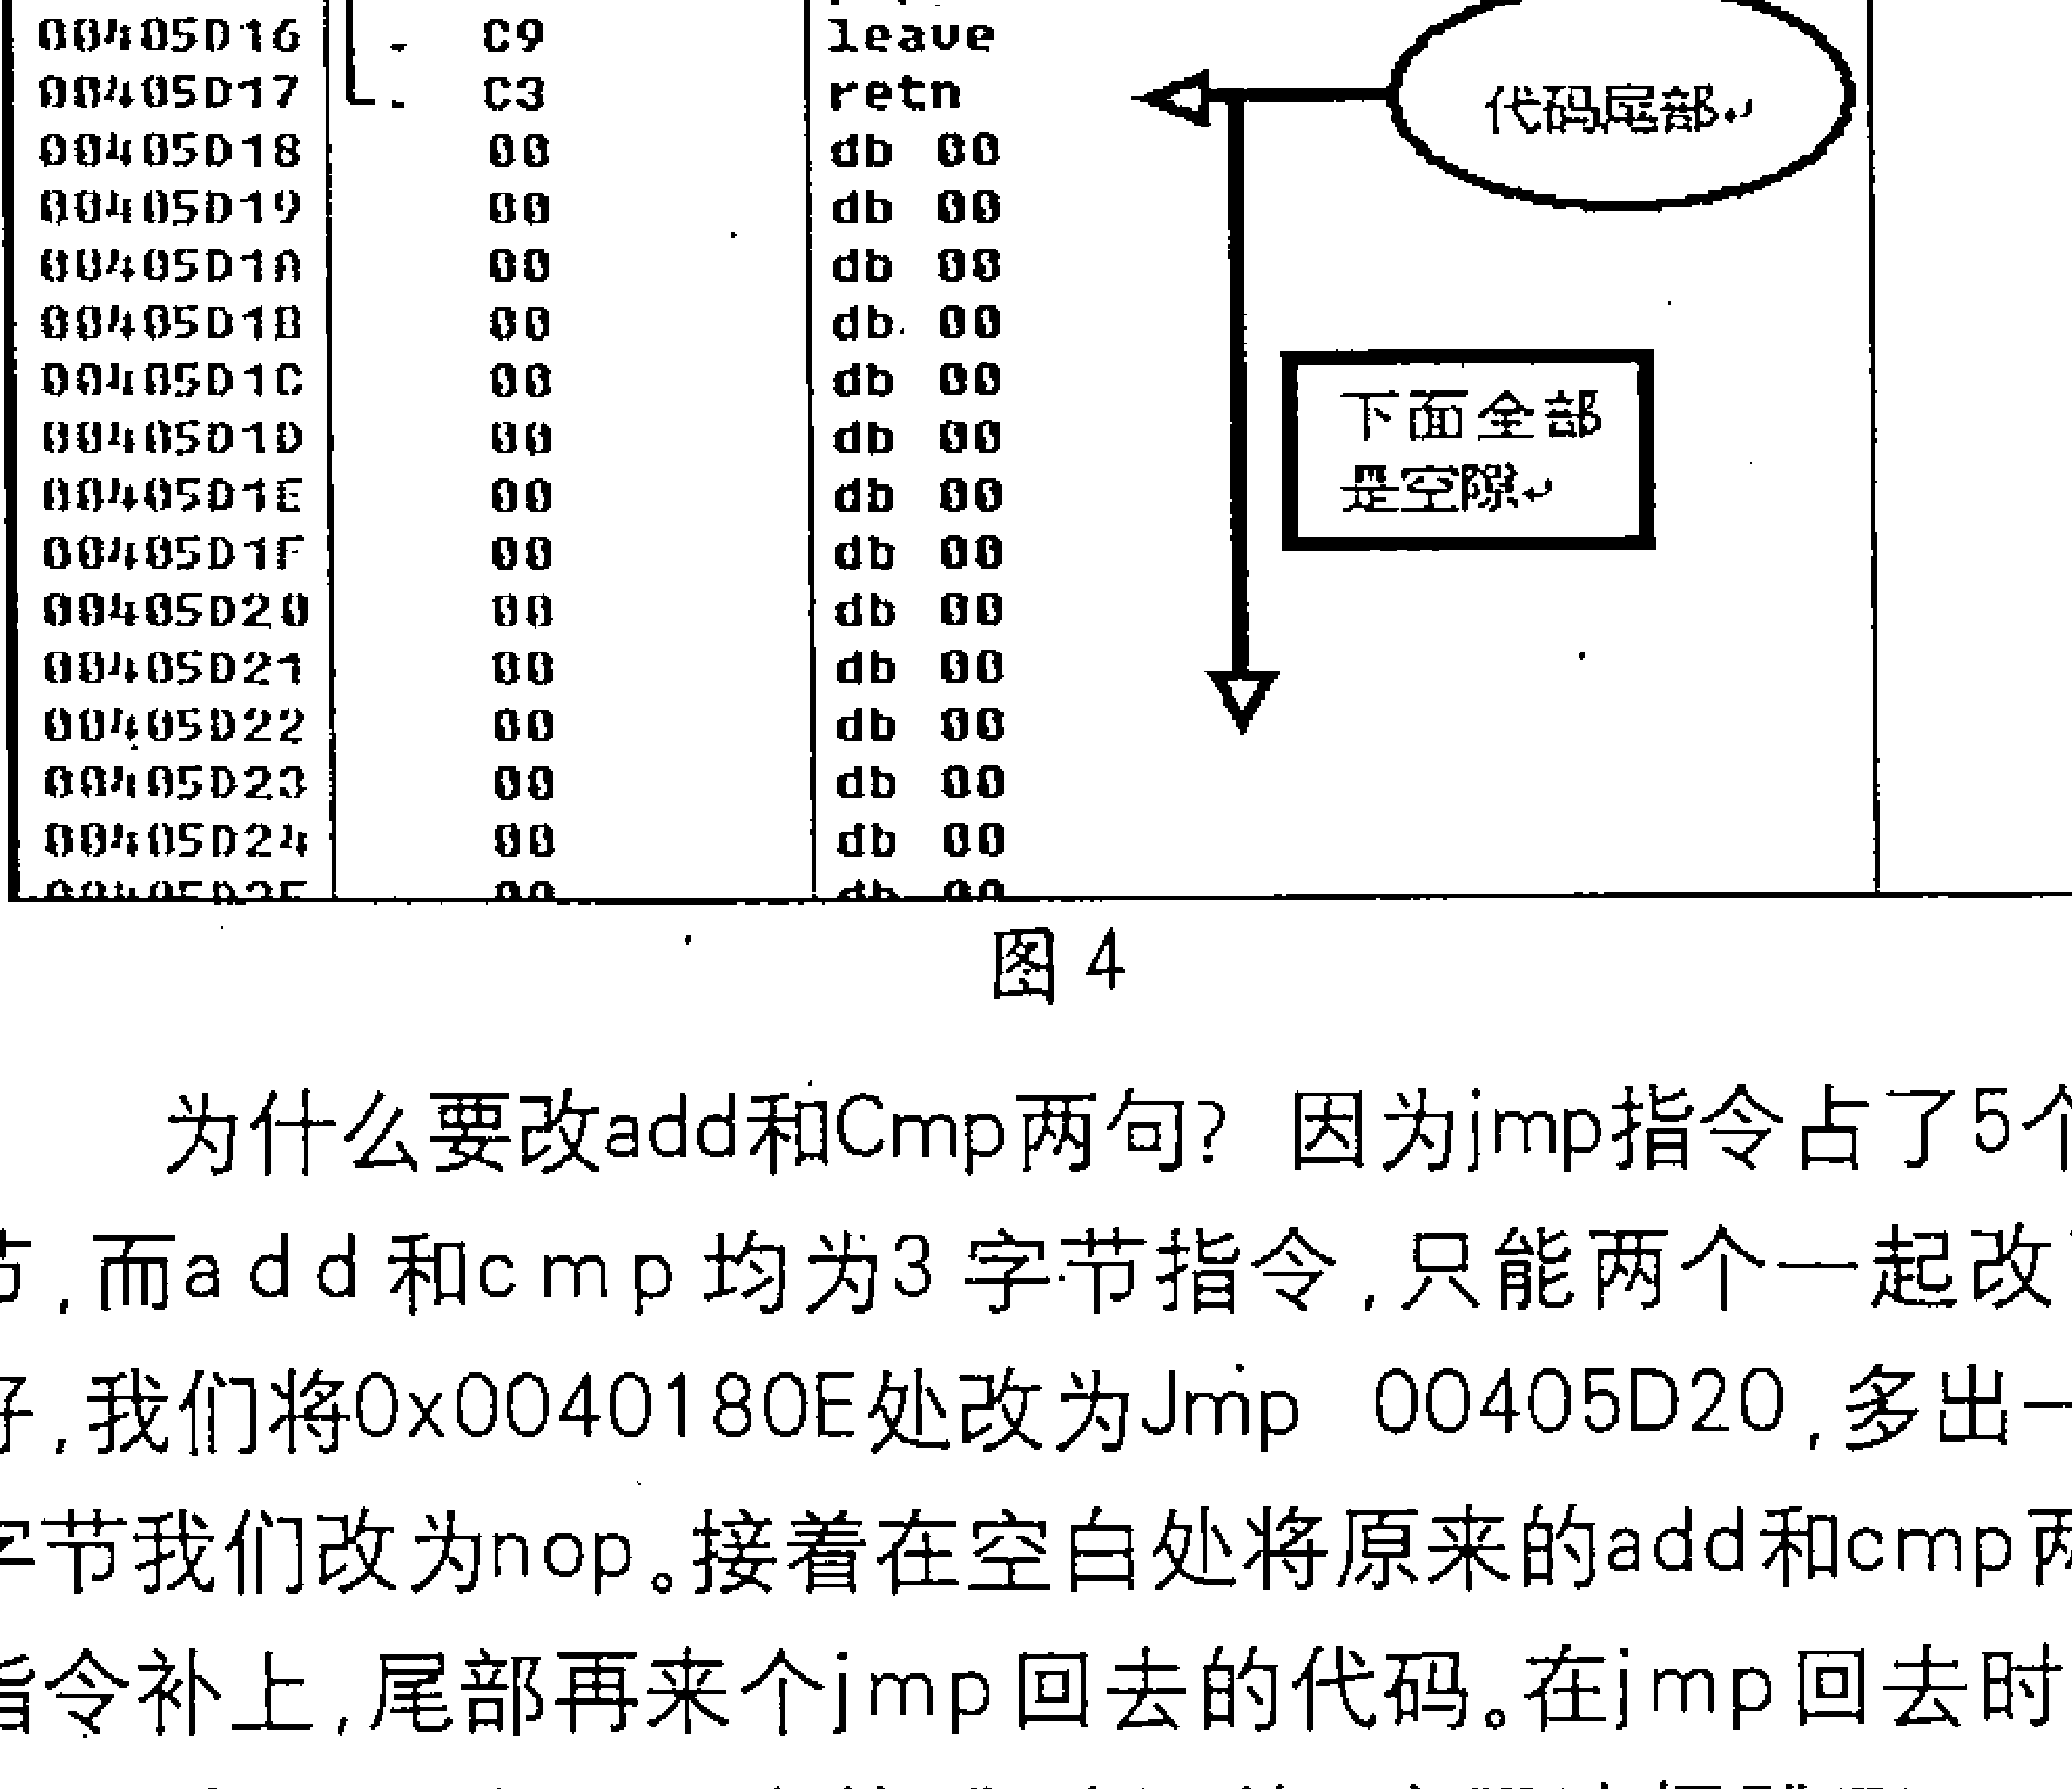 00405D16 . C9 leave
00405D17 . C3 retn
代码尾部↵
00405D18 00 db 00
00405D19 00 db 00
00405D1A 00 db 00
00405D1B 00 db 00
00405D1C 00 db 00
下面全部
00405D1D 00 db 00
00405D1E 00 db 00
是空隙↵
00405D1F 00 db 00
00405D20 00 db 00
00405D21 00 db 00
00405D22 00 db 00
00405D23 00 db 00
00405D24 00 db 00
图 4
为什么要改add和Cmp两句? 因为jmp指令占了5个
节,而add和cmp均为3字节指令,只能两个一起改
,我们将0x0040180E处改为Jmp 00405D20,多出一
字节我们改为nop。接着在空白处将原来的add和cmp两
指令补上,尾部再来个jmp回去的代码。在jmp回去时